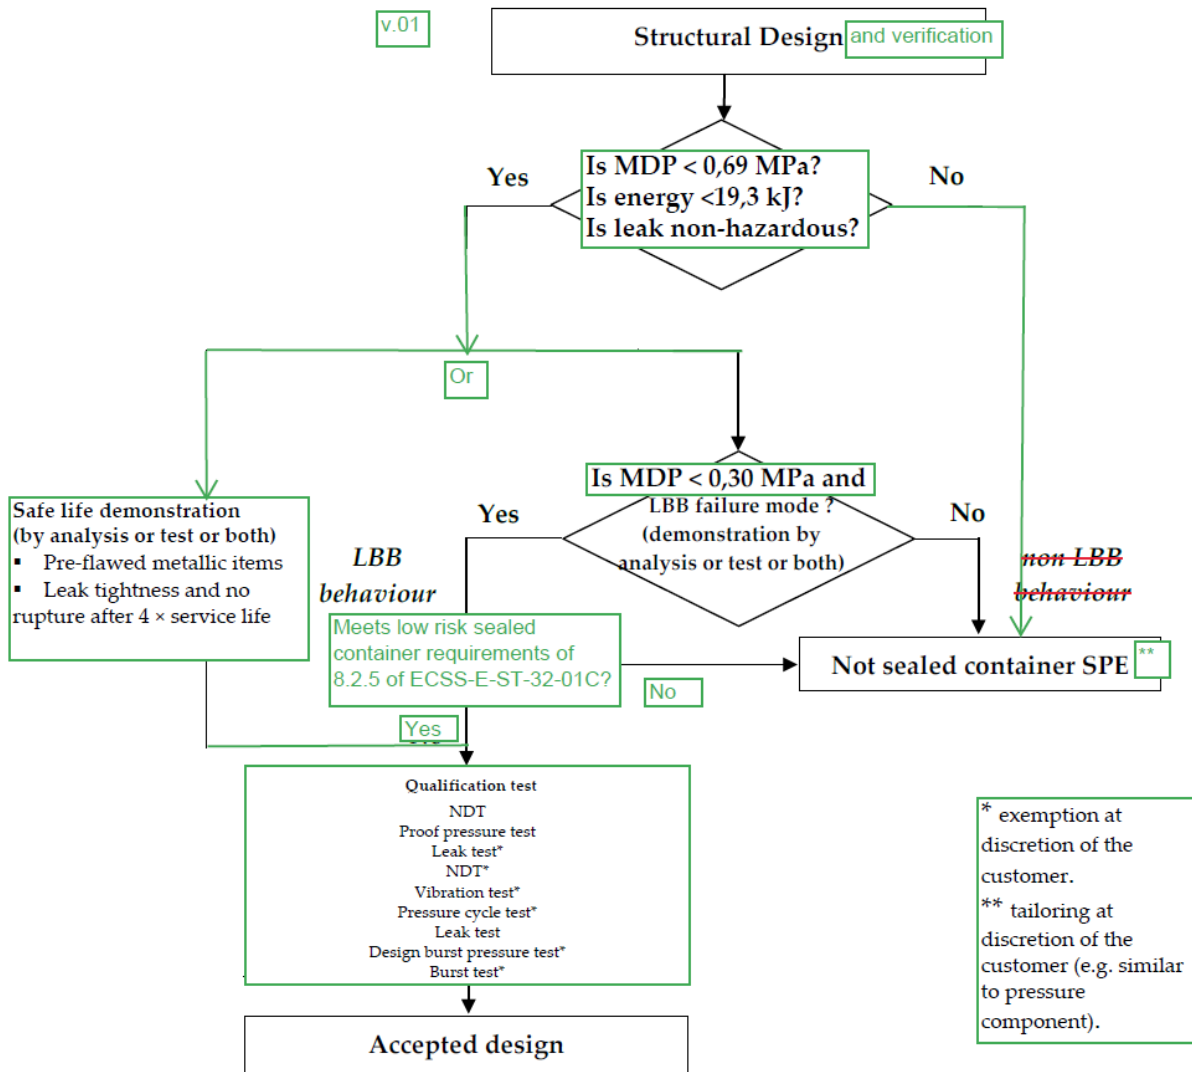 v.01
Structural Design and verification
Is MDP < 0,69 MPa?
Is energy <19,3 kJ?
Is leak non-hazardous?
Yes
No
Or
Is MDP < 0,30 MPa and
LBB failure mode ?
(demonstration by
analysis or test or both)
Yes
No
Safe life demonstration
(by analysis or test or both)
▪ Pre-flawed metallic items
▪ Leak tightness and no
rupture after 4 × service life
LBB
behaviour
non LBB
behaviour
Meets low risk sealed
container requirements of
8.2.5 of ECSS-E-ST-32-01C?
No
Yes
Not sealed container SPE **
Qualification test
NDT
Proof pressure test
Leak test*
NDT*
Vibration test*
Pressure cycle test*
Leak test
Design burst pressure test*
Burst test*
* exemption at
discretion of the
customer.
** tailoring at
discretion of the
customer (e.g. similar
to pressure
component).
Accepted design